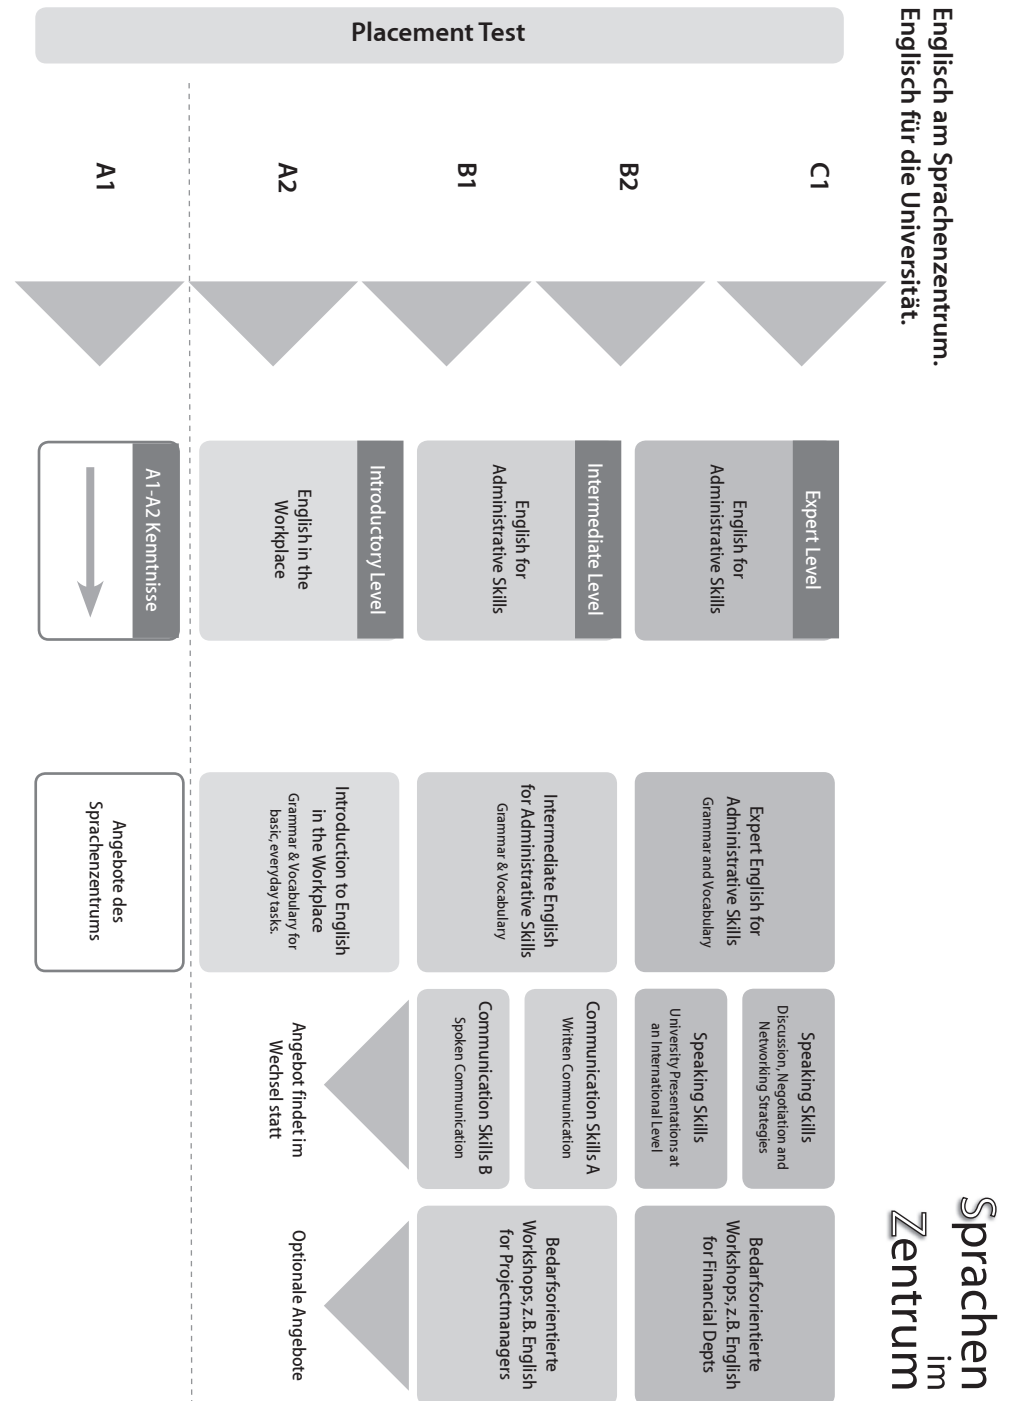 Englisch am Sprachenzentrum.
Englisch für die Universität.
Sprachen
im
Zentrum
Placement Test
C1
B2
B1
A2
A1
Expert Level
English for
Administrative Skills
Intermediate Level
English for
Administrative Skills
Introductory Level
English in the
Workplace
A1-A2 Kenntnisse
Expert English for
Administrative Skills
Grammar and Vocabulary
Intermediate English
for Administrative Skills
Grammar & Vocabulary
Introduction to English
in the Workplace
Grammar & Vocabulary for
basic, everyday tasks.
Angebote des
Sprachenzentrums
Speaking Skills
Discussion, Negotiation and
Networking Strategies
Speaking Skills
University Presentations at
an International Level
Communication Skills A
Written Communication
Communication Skills B
Spoken Communication
Angebot findet im
Wechsel statt
Bedarfsorientierte
Workshops, z.B. English
for Financial Depts
Bedarfsorientierte
Workshops, z.B. English
for Projectmanagers
Optionale Angebote